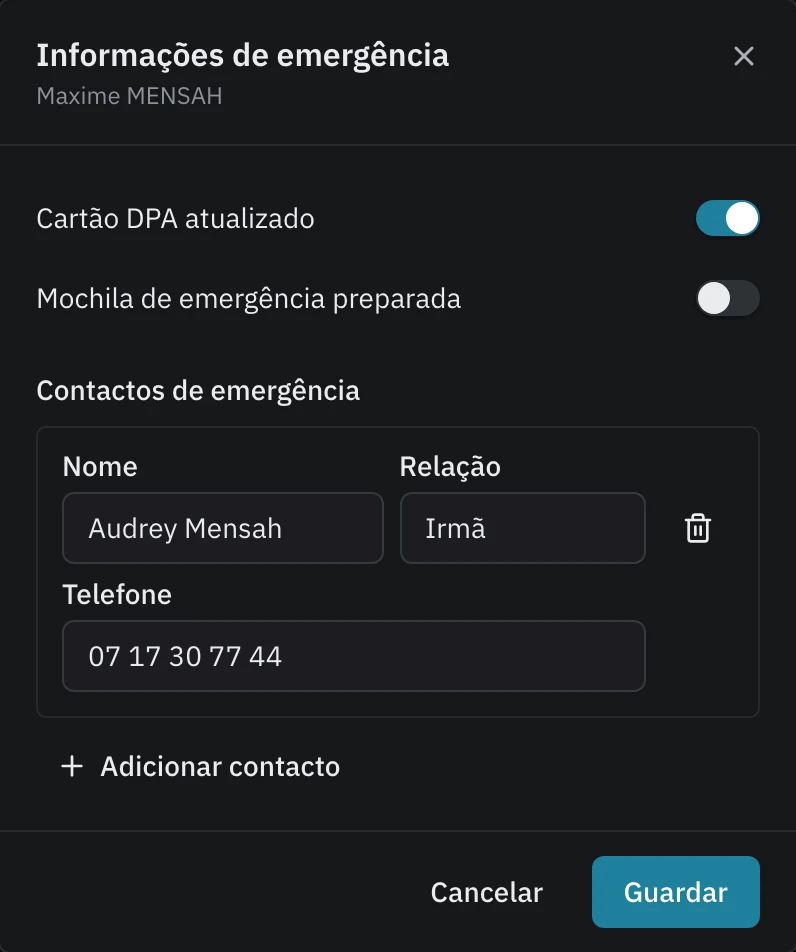 Informações de emergência
Maxime MENSAH
Cartão DPA atualizado
Mochila de emergência preparada
Contactos de emergência
Nome
Relação
Audrey Mensah
Irmã
Telefone
07 17 30 77 44
Adicionar contacto
Cancelar
Guardar